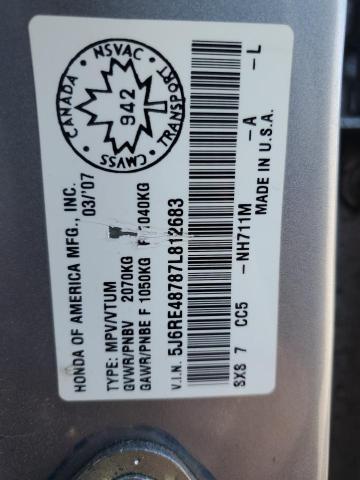 HONDA OF AMERICA MFG., INC.
03/'07
TYPE: MPV/VTUM
GVWR/PNBV 2070KG
GAWR/PNBE F 1050KG 1040KG
V.I.N. 5J6RE48787L812683
SXS 7 CC5 -NH711M -A -L
MADE IN U.S.A.
CANADA
NSVAC
TRANSPORT
CMVSS
942